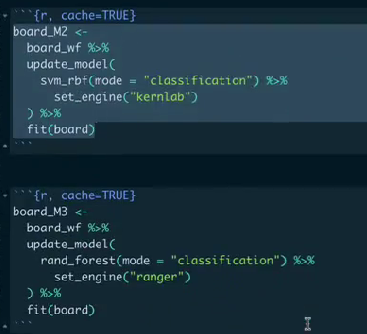 ```{r, cache=TRUE}
board_M2 <-
  board_wf %>%
  update_model(
    svm_rbf(mode = "classification") %>%
      set_engine("kernlab")
  ) %>%
  fit(board)
```
```{r, cache=TRUE}
board_M3 <-
  board_wf %>%
  update_model(
    rand_forest(mode = "classification") %>%
      set_engine("ranger")
  ) %>%
  fit(board)
```